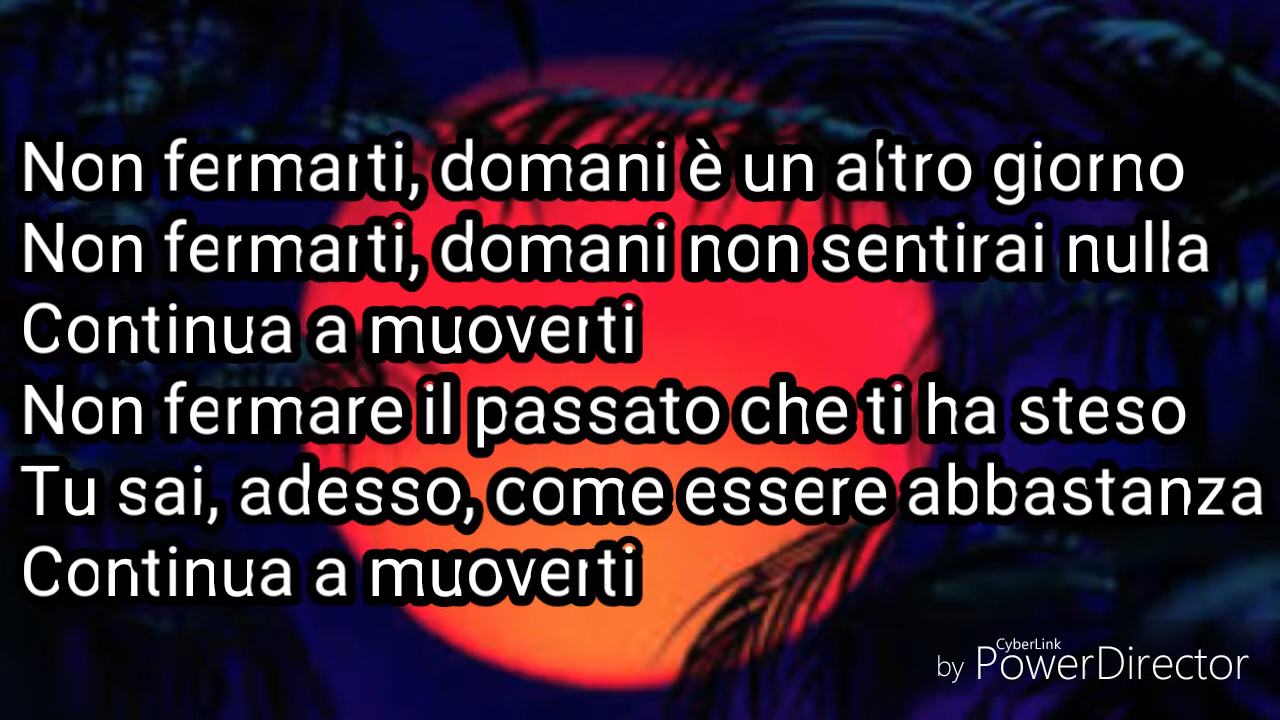 Non fermarti, domani è un altro giorno
Non fermarti, domani non sentirai nulla
Continua a muoverti
Non fermare il passato che ti ha steso
Tu sai, adesso, come essere abbastanza
Continua a muoverti
by CyberLink PowerDirector